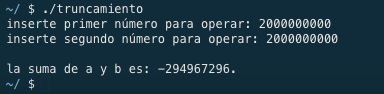 ~/ $ ./truncamiento
inserte primer número para operar: 2000000000
inserte segundo número para operar: 2000000000
la suma de a y b es: -294967296.
~/ $